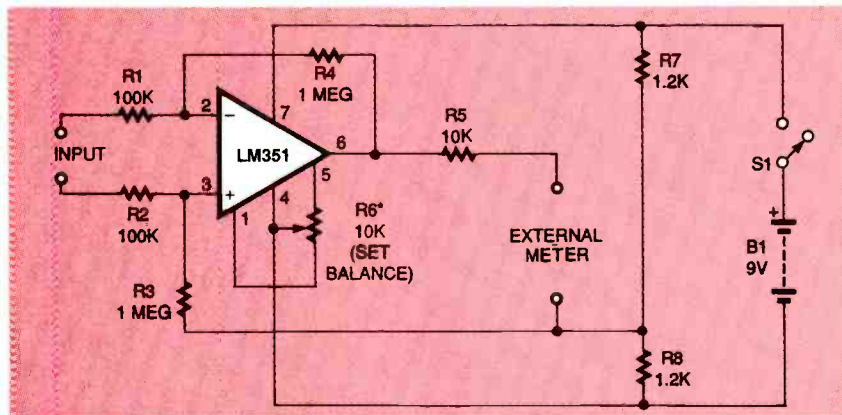 R1
100K
INPUT
R2
100K
R3
1 MEG
R4
1 MEG
2
−
7
LM351
6
3
+
4
5
1
R5
10K
R6*
10K
(SET
BALANCE)
EXTERNAL
METER
R7
1.2K
R8
1.2K
S1
+
B1
9V